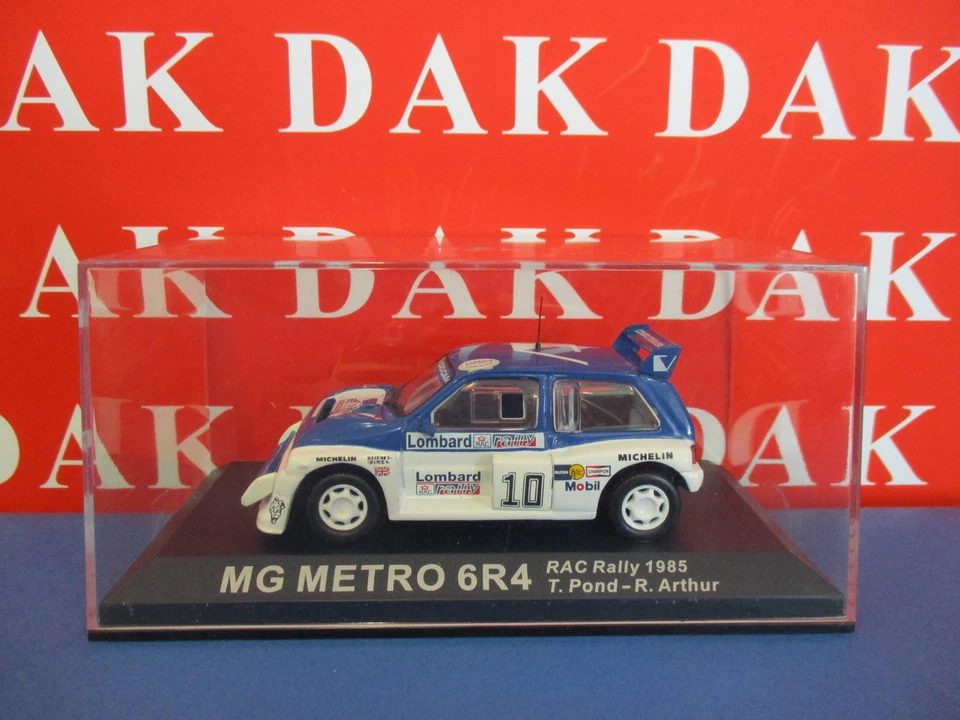 AK DAK DAK DAK
AK DAK DAK DAK
DAK DAK DAK DAK
Lombard RAC rally
MICHELIN
MICHELIN
Lombard
RAC rally
10
CHAMPION
Mobil
MG METRO 6R4
RAC Rally 1985
T. Pond - R. Arthur